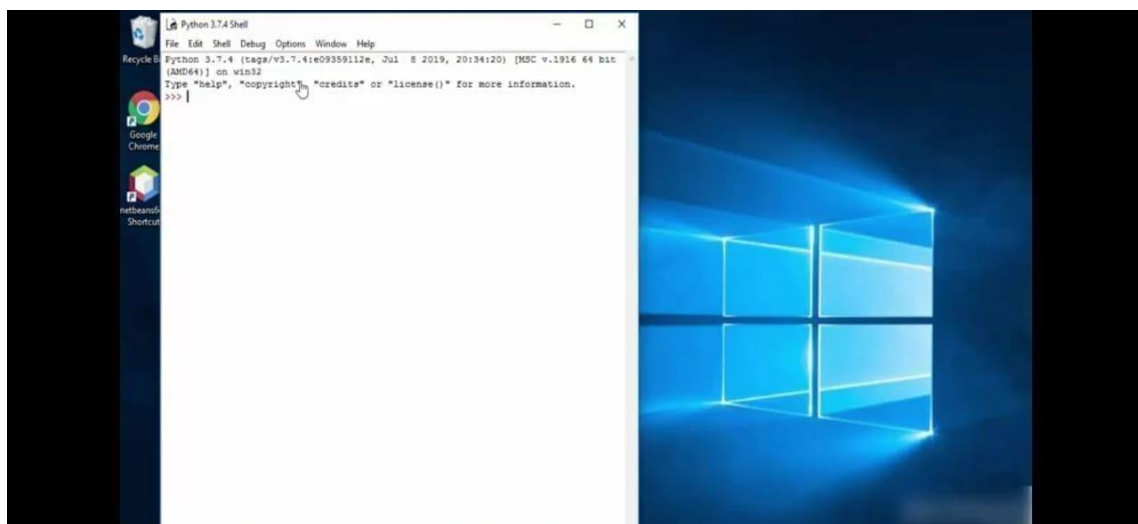 Python 3.7.4 Shell
File Edit Shell Debug Options Window Help
Python 3.7.4 (tags/v3.7.4:e09359112e, Jul 8 2019, 20:34:20) [MSC v.1916 64 bit
(AMD64)] on win32
Type "help", "copyright", "credits" or "license()" for more information.
>>>
Recycle B
Google
Chrome
netbeans6
Shortcut